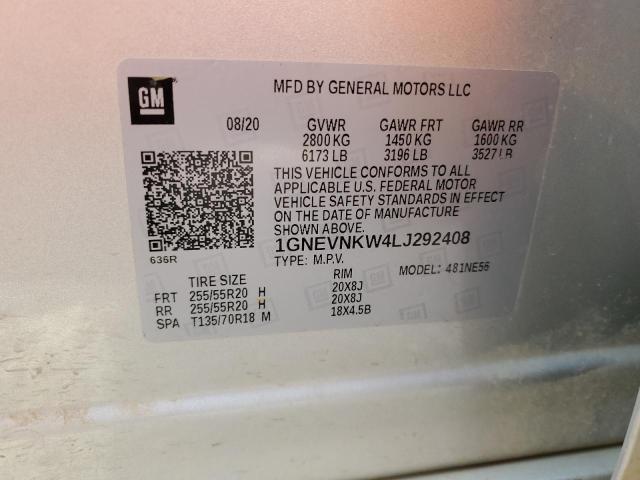 GM
MFD BY GENERAL MOTORS LLC
08/20 GVWR GAWR FRT GAWR RR
2800 KG 1450 KG 1600 KG
6173 LB 3196 LB 3527 LB
THIS VEHICLE CONFORMS TO ALL
APPLICABLE U.S. FEDERAL MOTOR
VEHICLE SAFETY STANDARDS IN EFFECT
ON THE DATE OF MANUFACTURE
SHOWN ABOVE.
636R
1GNEVNKW4LJ292408
TYPE: M.P.V. MODEL: 481NE56
TIRE SIZE RIM
FRT 255/55R20 H 20X8J
RR 255/55R20 H 20X8J
SPA T135/70R18 M 18X4.5B